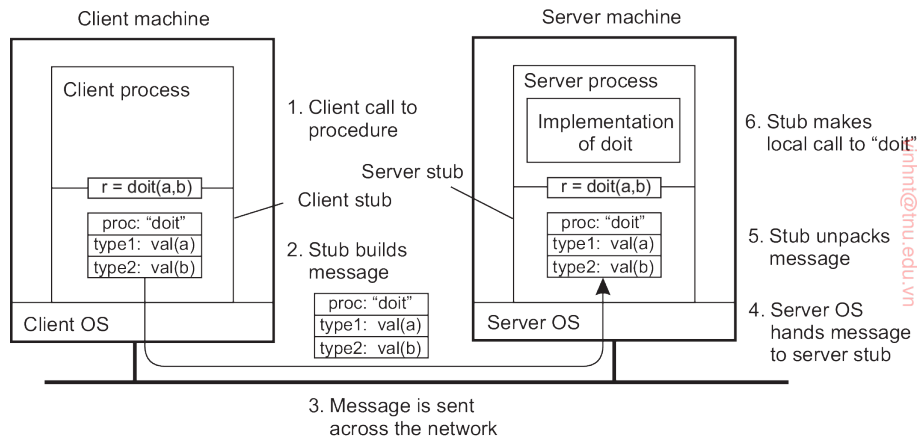 Client machine
Server machine
Client process
Server process
1. Client call to
procedure
Implementation
of doit
6. Stub makes
local call to “doit”
Server stub
r = doit(a,b)
r = doit(a,b)
Client stub
proc: “doit”
type1: val(a)
type2: val(b)
proc: “doit”
type1: val(a)
type2: val(b)
2. Stub builds
message
5. Stub unpacks
message
proc: “doit”
type1: val(a)
type2: val(b)
Client OS
Server OS
4. Server OS
hands message
to server stub
3. Message is sent
across the network
inhnt@tnu.edu.vn